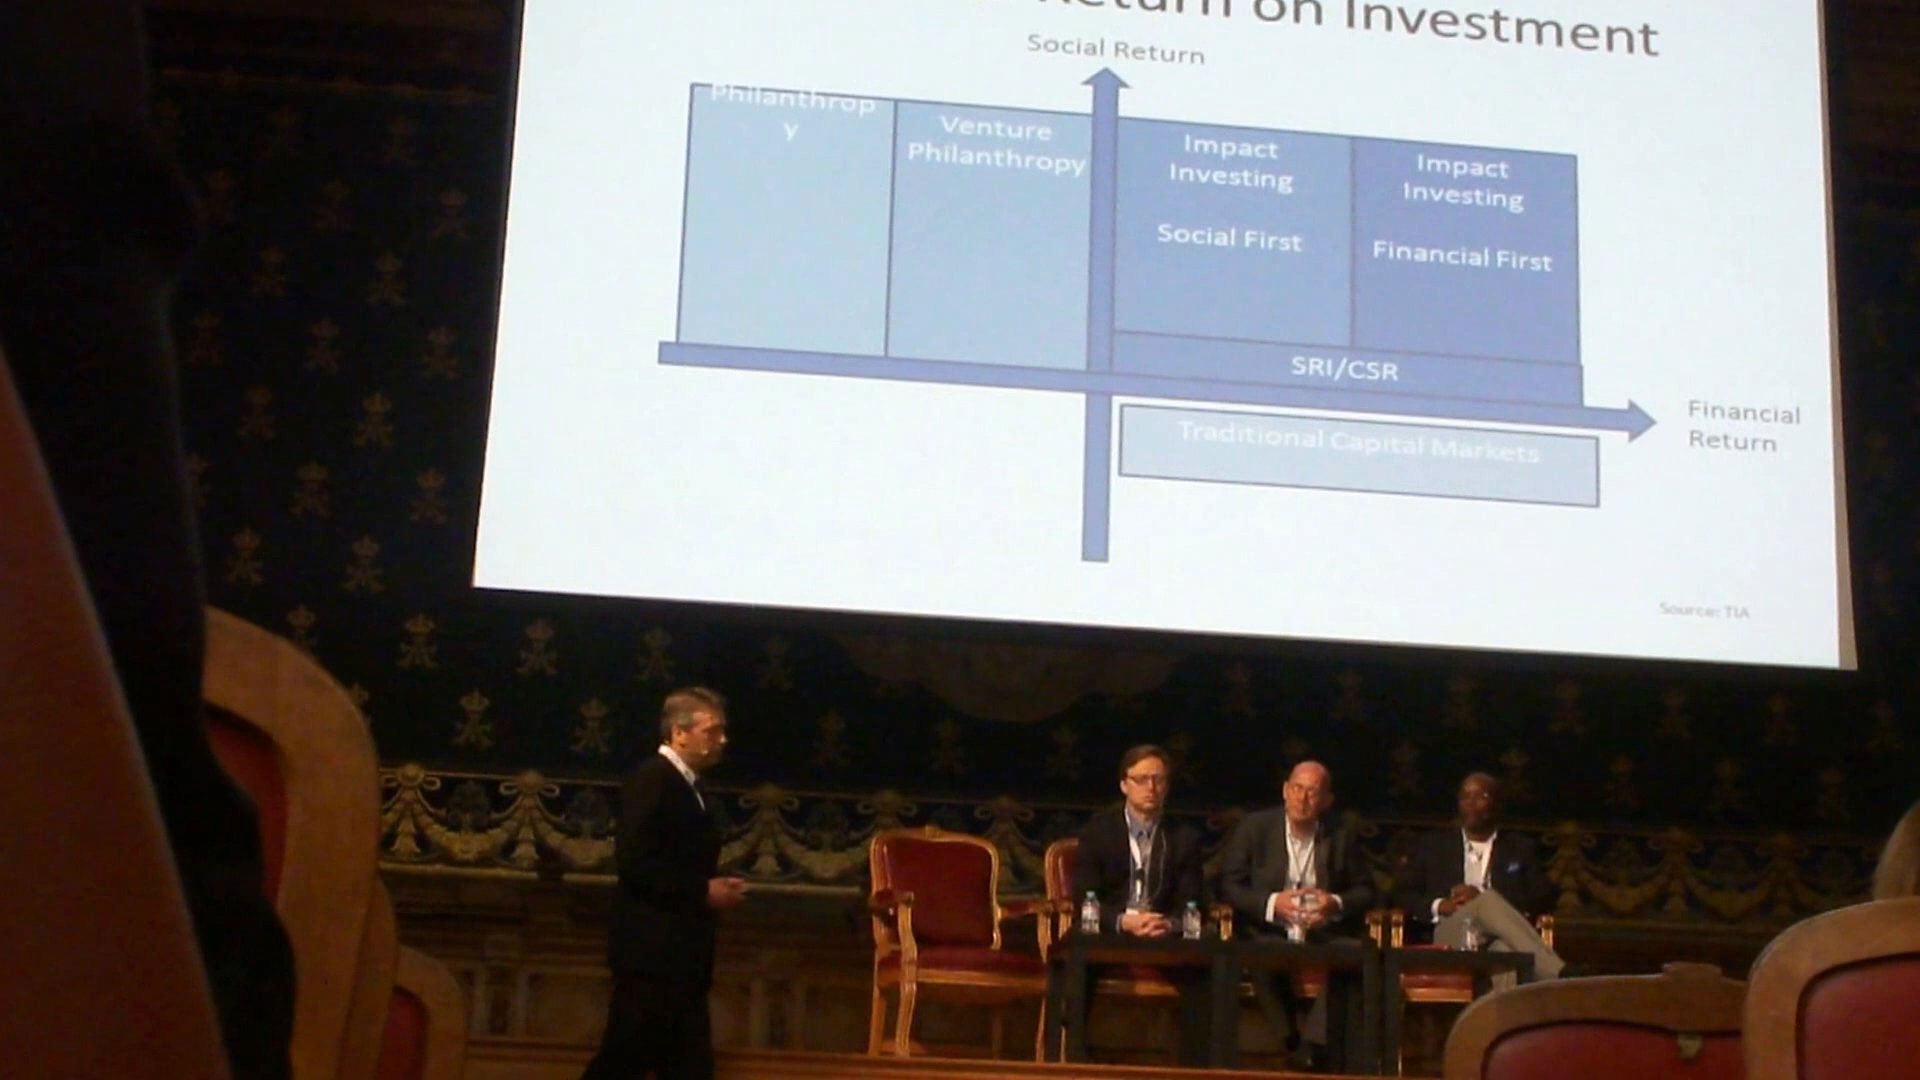 Return on Investment
Social Return
Philanthrop
y
Venture
Philanthropy
Impact
Investing
Social First
Impact
Investing
Financial First
SRI/CSR
Traditional Capital Markets
Financial
Return
Source: TIA